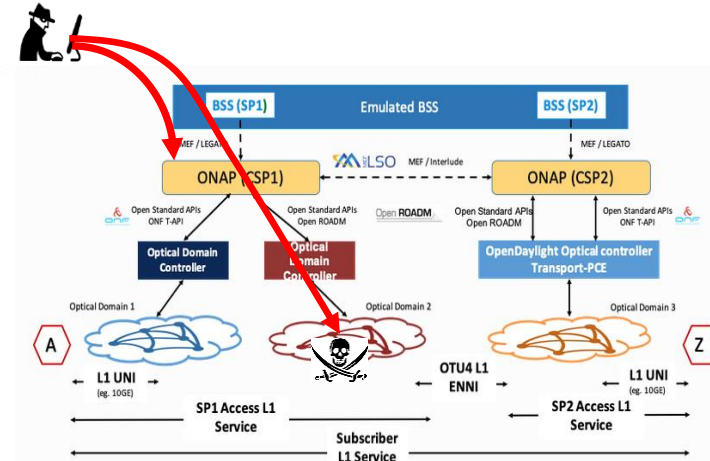 BSS (SP1)
Emulated BSS
BSS (SP2)
MEF / LEGATO
LSO
MEF / Interlude
MEF / LEGATO
ONAP (CSP1)
ONAP (CSP2)
ONF
Open Standard APIs
ONF T-API
Open Standard APIs
Open ROADM
Open ROADM
Open Standard APIs
Open ROADM
Open Standard APIs
ONF T-API
ONF
Optical Domain
Controller
Optical
Domain
Controller
OpenDaylight Optical controller
Transport-PCE
Optical Domain 1
Optical Domain 2
Optical Domain 3
A
Z
L1 UNI
(eg. 10GE)
OTU4 L1
ENNI
L1 UNI
(eg. 10GE)
SP1 Access L1
Service
SP2 Access L1
Service
Subscriber
L1 Service